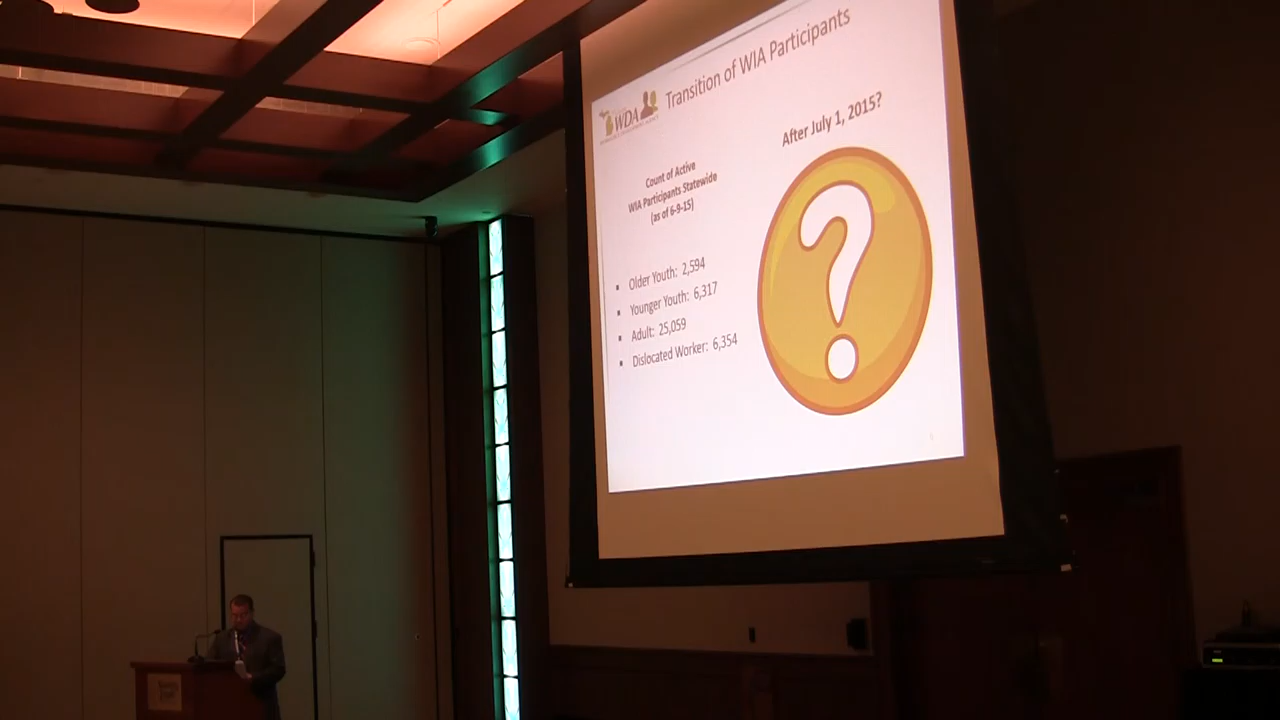 WDA
Transition of WIA Participants
After July 1, 2015?
Count of Active
WIA Participants Statewide
(as of 6-9-15)
▪ Older Youth: 2,594
▪ Younger Youth: 6,317
▪ Adult: 25,059
▪ Dislocated Worker: 6,354
?